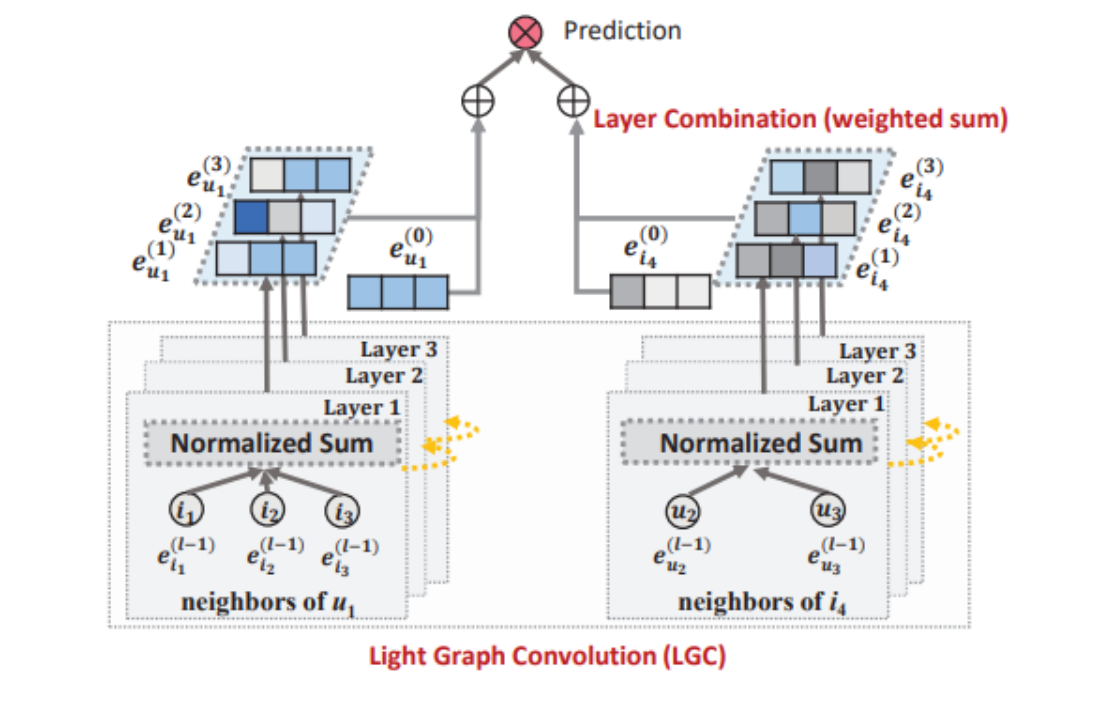 Prediction
Layer Combination (weighted sum)
e_{u_1}^{(3)}
e_{u_1}^{(2)}
e_{u_1}^{(1)}
e_{u_1}^{(0)}
e_{i_4}^{(0)}
e_{i_4}^{(3)}
e_{i_4}^{(2)}
e_{i_4}^{(1)}
Layer 3
Layer 2
Layer 1
Normalized Sum
i_1 i_2 i_3
e_{i_1}^{(l-1)} e_{i_2}^{(l-1)} e_{i_3}^{(l-1)}
neighbors of u_1
Layer 3
Layer 2
Layer 1
Normalized Sum
u_2 u_3
e_{u_2}^{(l-1)} e_{u_3}^{(l-1)}
neighbors of i_4
Light Graph Convolution (LGC)